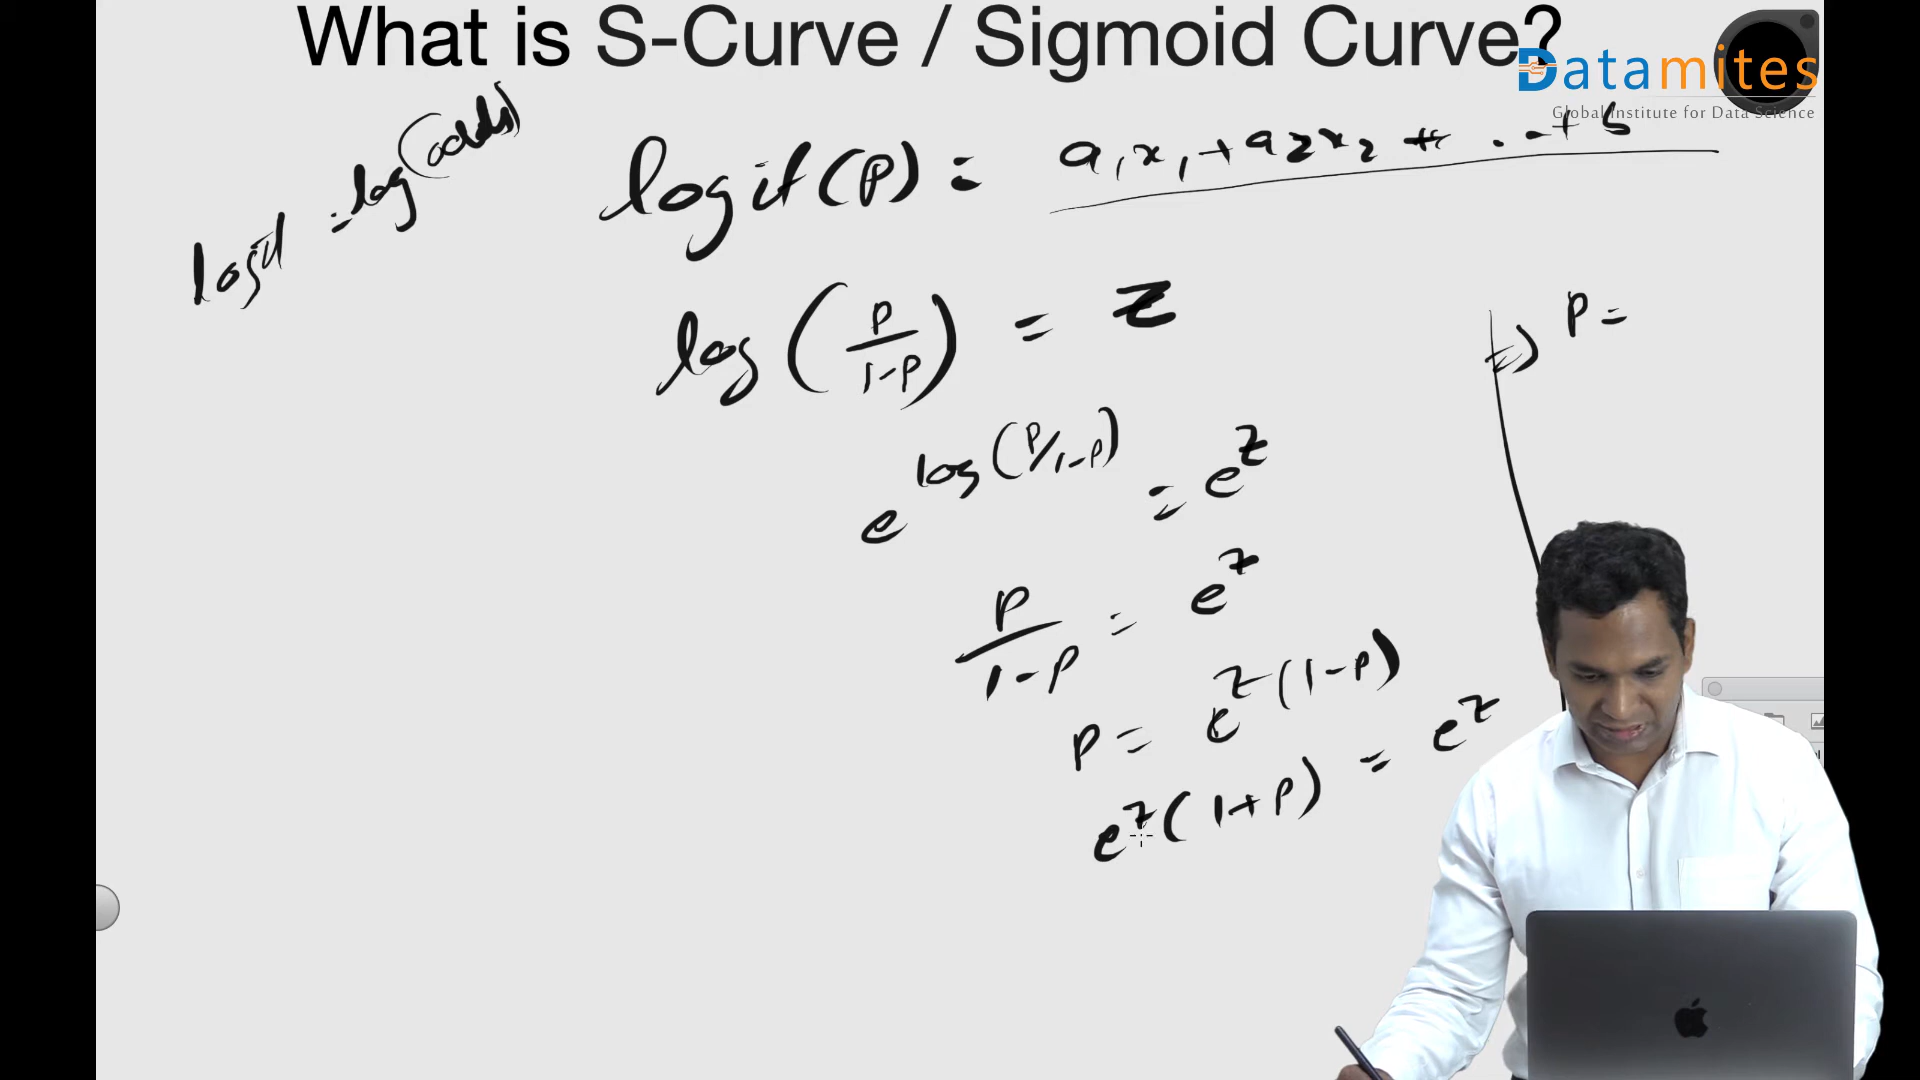 What is S-Curve / Sigmoid Curve?
Datamites
Global Institute for Data Science
logit = log(odds)
logit(p) = a₁x₁ + a₂x₂ + . . + b
log(p/1-p) = z
=> p =
e^log(p/1-p) = e^z
p/1-p = e^z
p = e^z(1-p)
e^z(1+p) = e^z